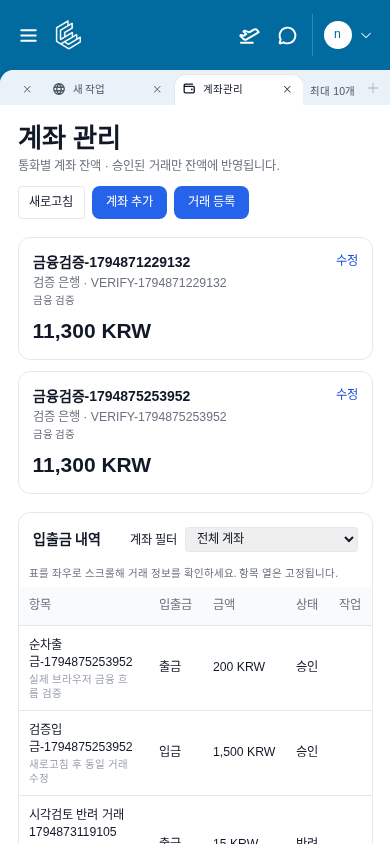 n
새 작업
계좌관리
최대 10개
계좌 관리
통화별 계좌 잔액 · 승인된 거래만 잔액에 반영됩니다.
새로고침
계좌 추가
거래 등록
금융검증-1794871229132
수정
검증 은행 · VERIFY-1794871229132
금융 검증
11,300 KRW
금융검증-1794875253952
수정
검증 은행 · VERIFY-1794875253952
금융 검증
11,300 KRW
입출금 내역
계좌 필터
전체 계좌
표를 좌우로 스크롤해 거래 정보를 확인하세요. 항목 열은 고정됩니다.
항목 입출금 금액 상태 작업
순차출
금-1794875253952
출금 200 KRW 승인
실제 브라우저 금융 흐
름 검증
검증입
금-1794875253952
입금 1,500 KRW 승인
새로고침 후 동일 거래
수정
시각검토 반려 거래
1794873119105
출금 15 KRW 반려